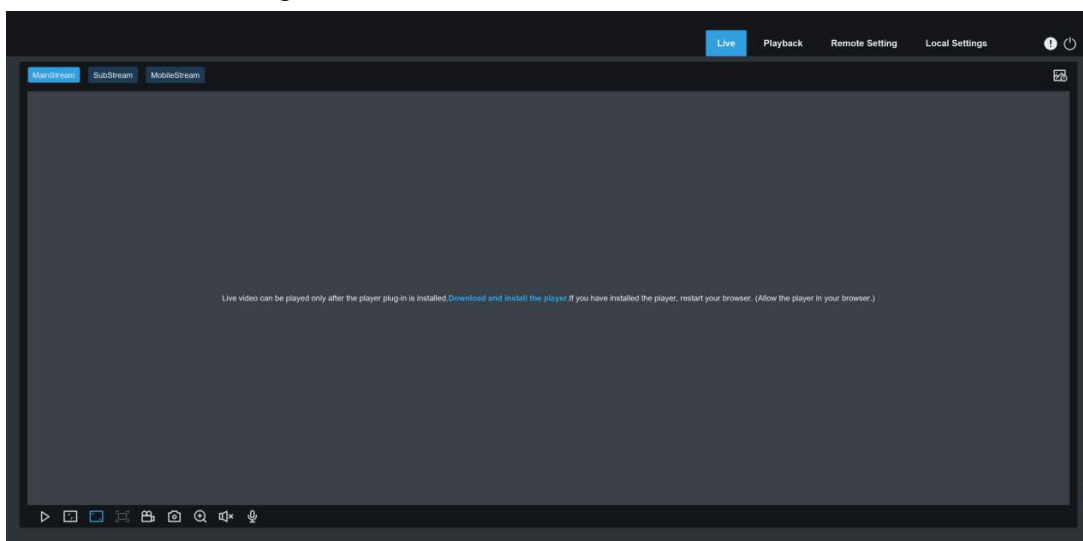 Live Playback Remote Setting Local Settings
MainStream SubStream MobileStream
Live video can be played only after the player plug-in is installed.Download and install the player.If you have installed the player, restart your browser. (Allow the player in your browser.)